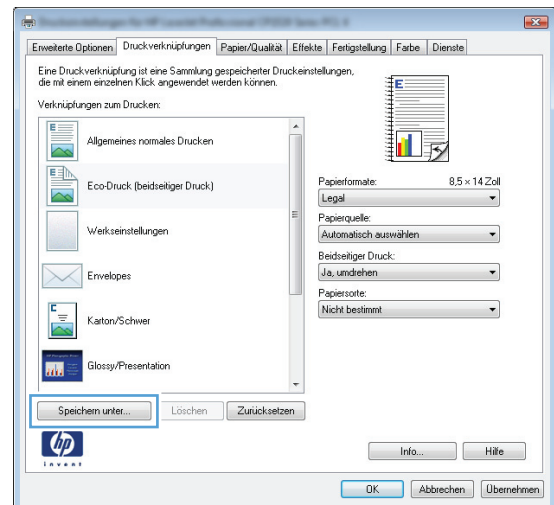 Erweiterte Optionen Druckverknüpfungen Papier/Qualität Effekte Fertigstellung Farbe Dienste
Eine Druckverknüpfung ist eine Sammlung gespeicherter Druckeinstellungen,
die mit einem einzelnen Klick angewendet werden können.
Verknüpfungen zum Drucken:
Allgemeines normales Drucken
Eco-Druck (beidseitiger Druck)
Werkseinstellungen
Envelopes
Karton/Schwer
Glossy/Presentation
Speichern unter... Löschen Zurücksetzen
E
Papierformate: 8,5 × 14 Zoll
Legal
Papierquelle:
Automatisch auswählen
Beidseitiger Druck:
Ja, umdrehen
Papiersorte:
Nicht bestimmt
hp
invent
Info... Hilfe
OK Abbrechen Übernehmen